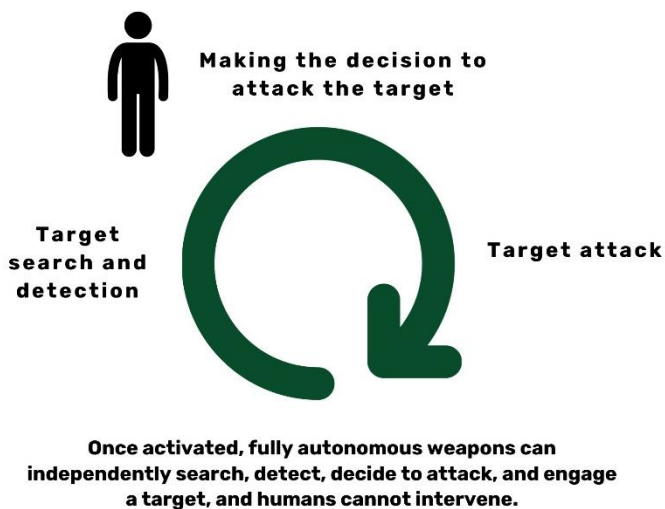 Making the decision to
attack the target
Target
search and
detection
Target attack
Once activated, fully autonomous weapons can
independently search, detect, decide to attack, and engage
a target, and humans cannot intervene.